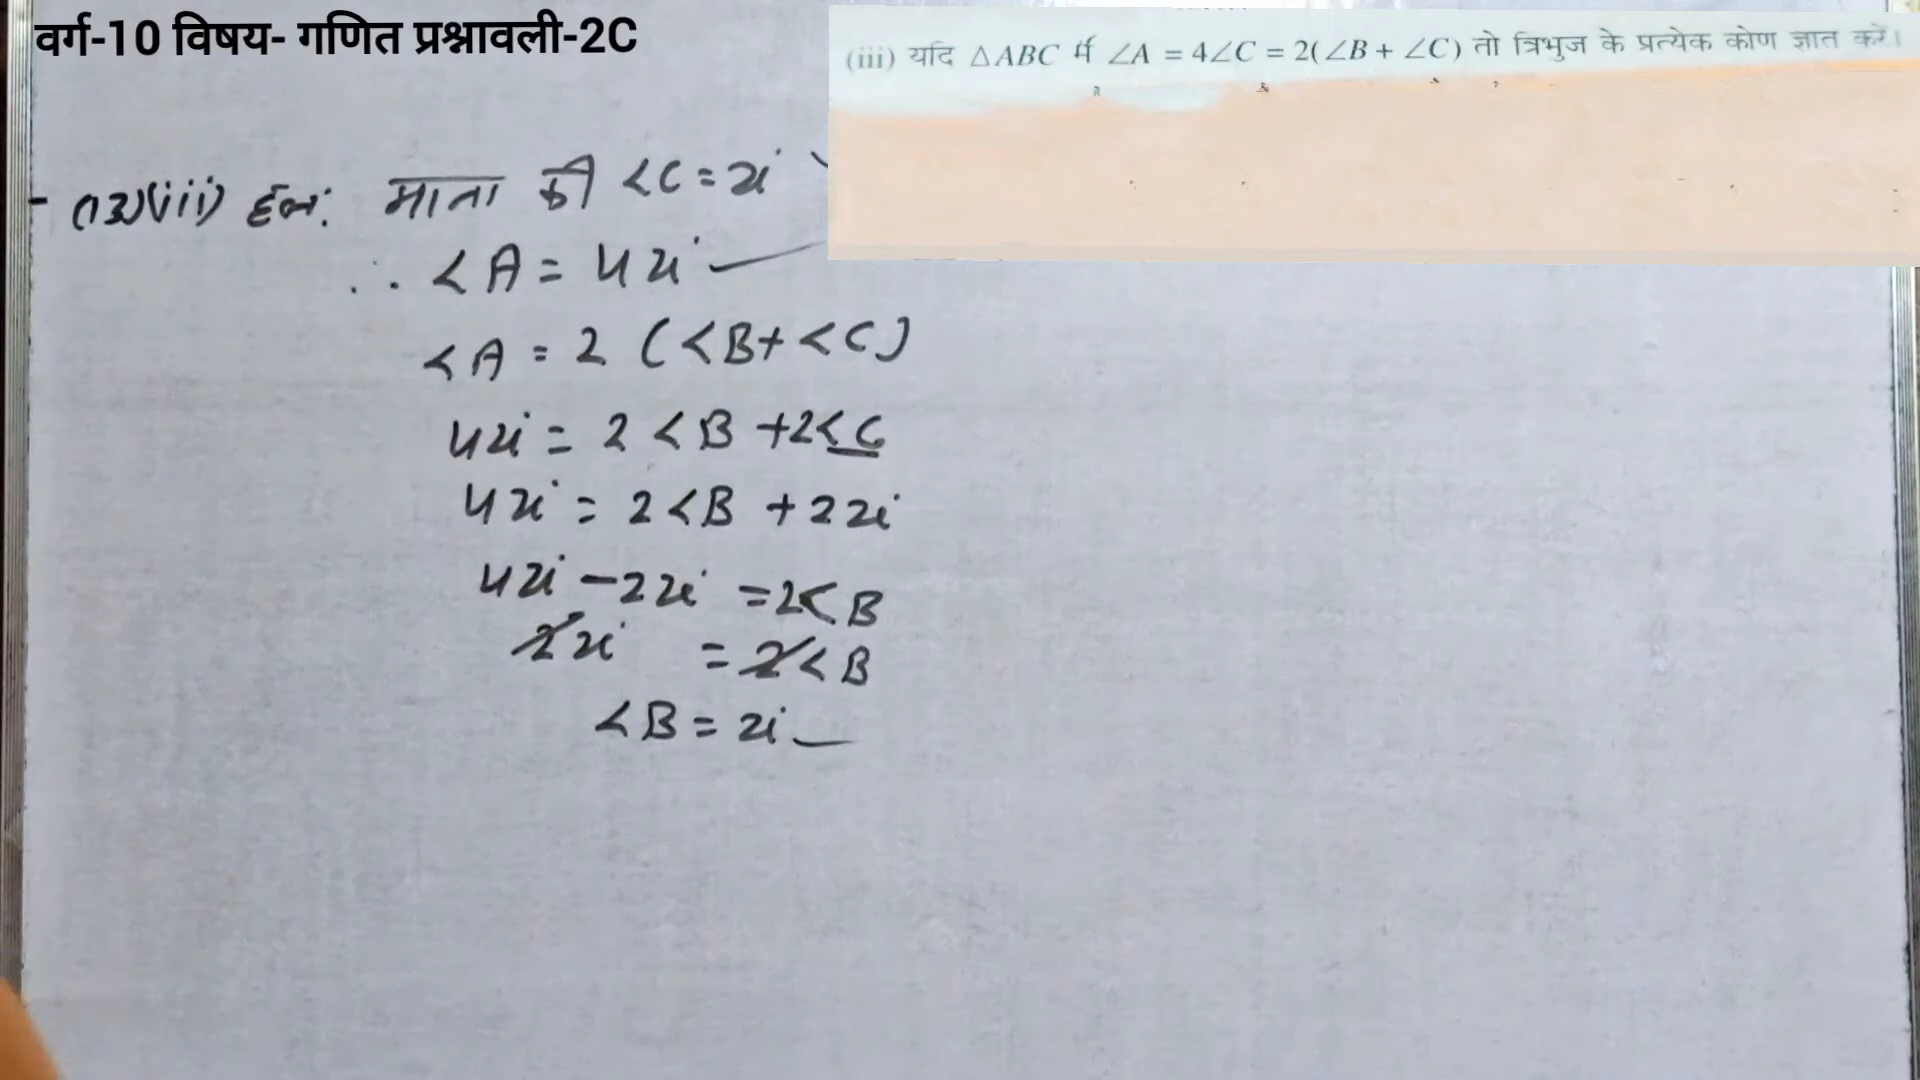 वर्ग-10 विषय- गणित प्रश्नावली-2C
(iii) यदि △ABC में ∠A = 4∠C = 2(∠B + ∠C) तो त्रिभुज के प्रत्येक कोण ज्ञात करें।
(13)(iii) हल: माना की ∠C = x
∴ ∠A = 4x
∠A = 2 (∠B + ∠C)
4x = 2 ∠B + 2∠C
4x = 2∠B + 2x
4x - 2x = 2∠B
2x = 2∠B
∠B = x